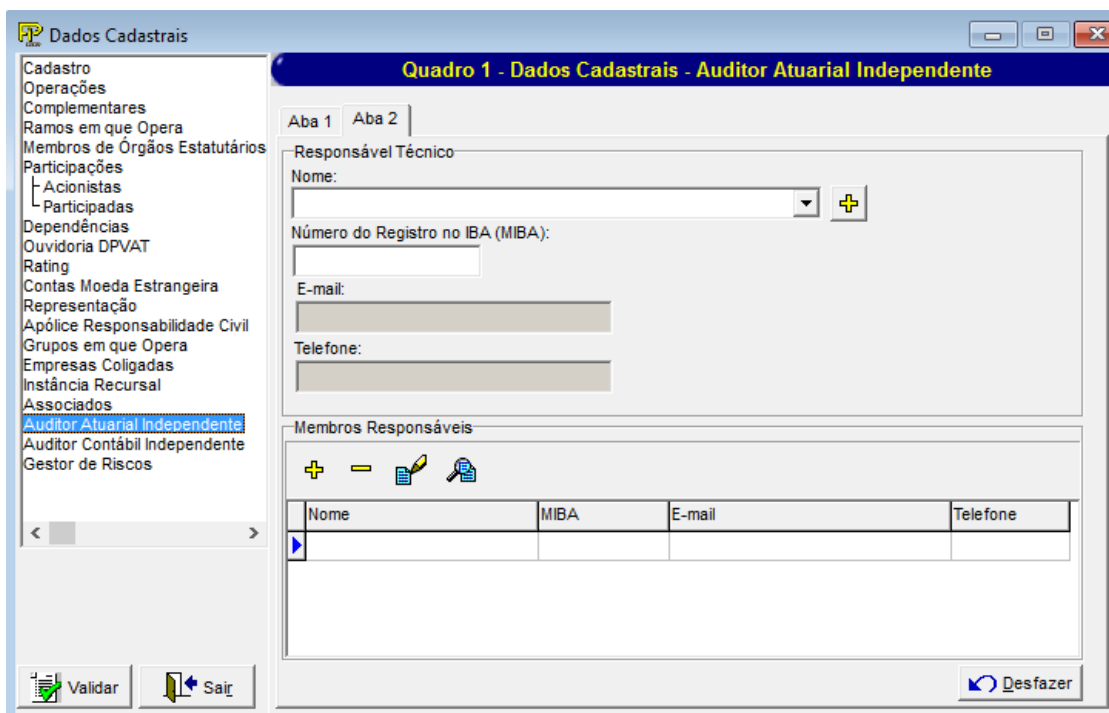 Dados Cadastrais
Cadastro
Operações
Complementares
Ramos em que Opera
Membros de Órgãos Estatutários
Participações
Acionistas
Participadas
Dependências
Ouvidoria DPVAT
Rating
Contas Moeda Estrangeira
Representação
Apólice Responsabilidade Civil
Grupos em que Opera
Empresas Coligadas
Instância Recursal
Associados
Auditor Atuarial Independente
Auditor Contábil Independente
Gestor de Riscos
Validar
Sair
Quadro 1 - Dados Cadastrais - Auditor Atuarial Independente
Aba 1 Aba 2
Responsável Técnico
Nome:
Número do Registro no IBA (MIBA):
E-mail:
Telefone:
Membros Responsáveis
Nome MIBA E-mail Telefone
Desfazer